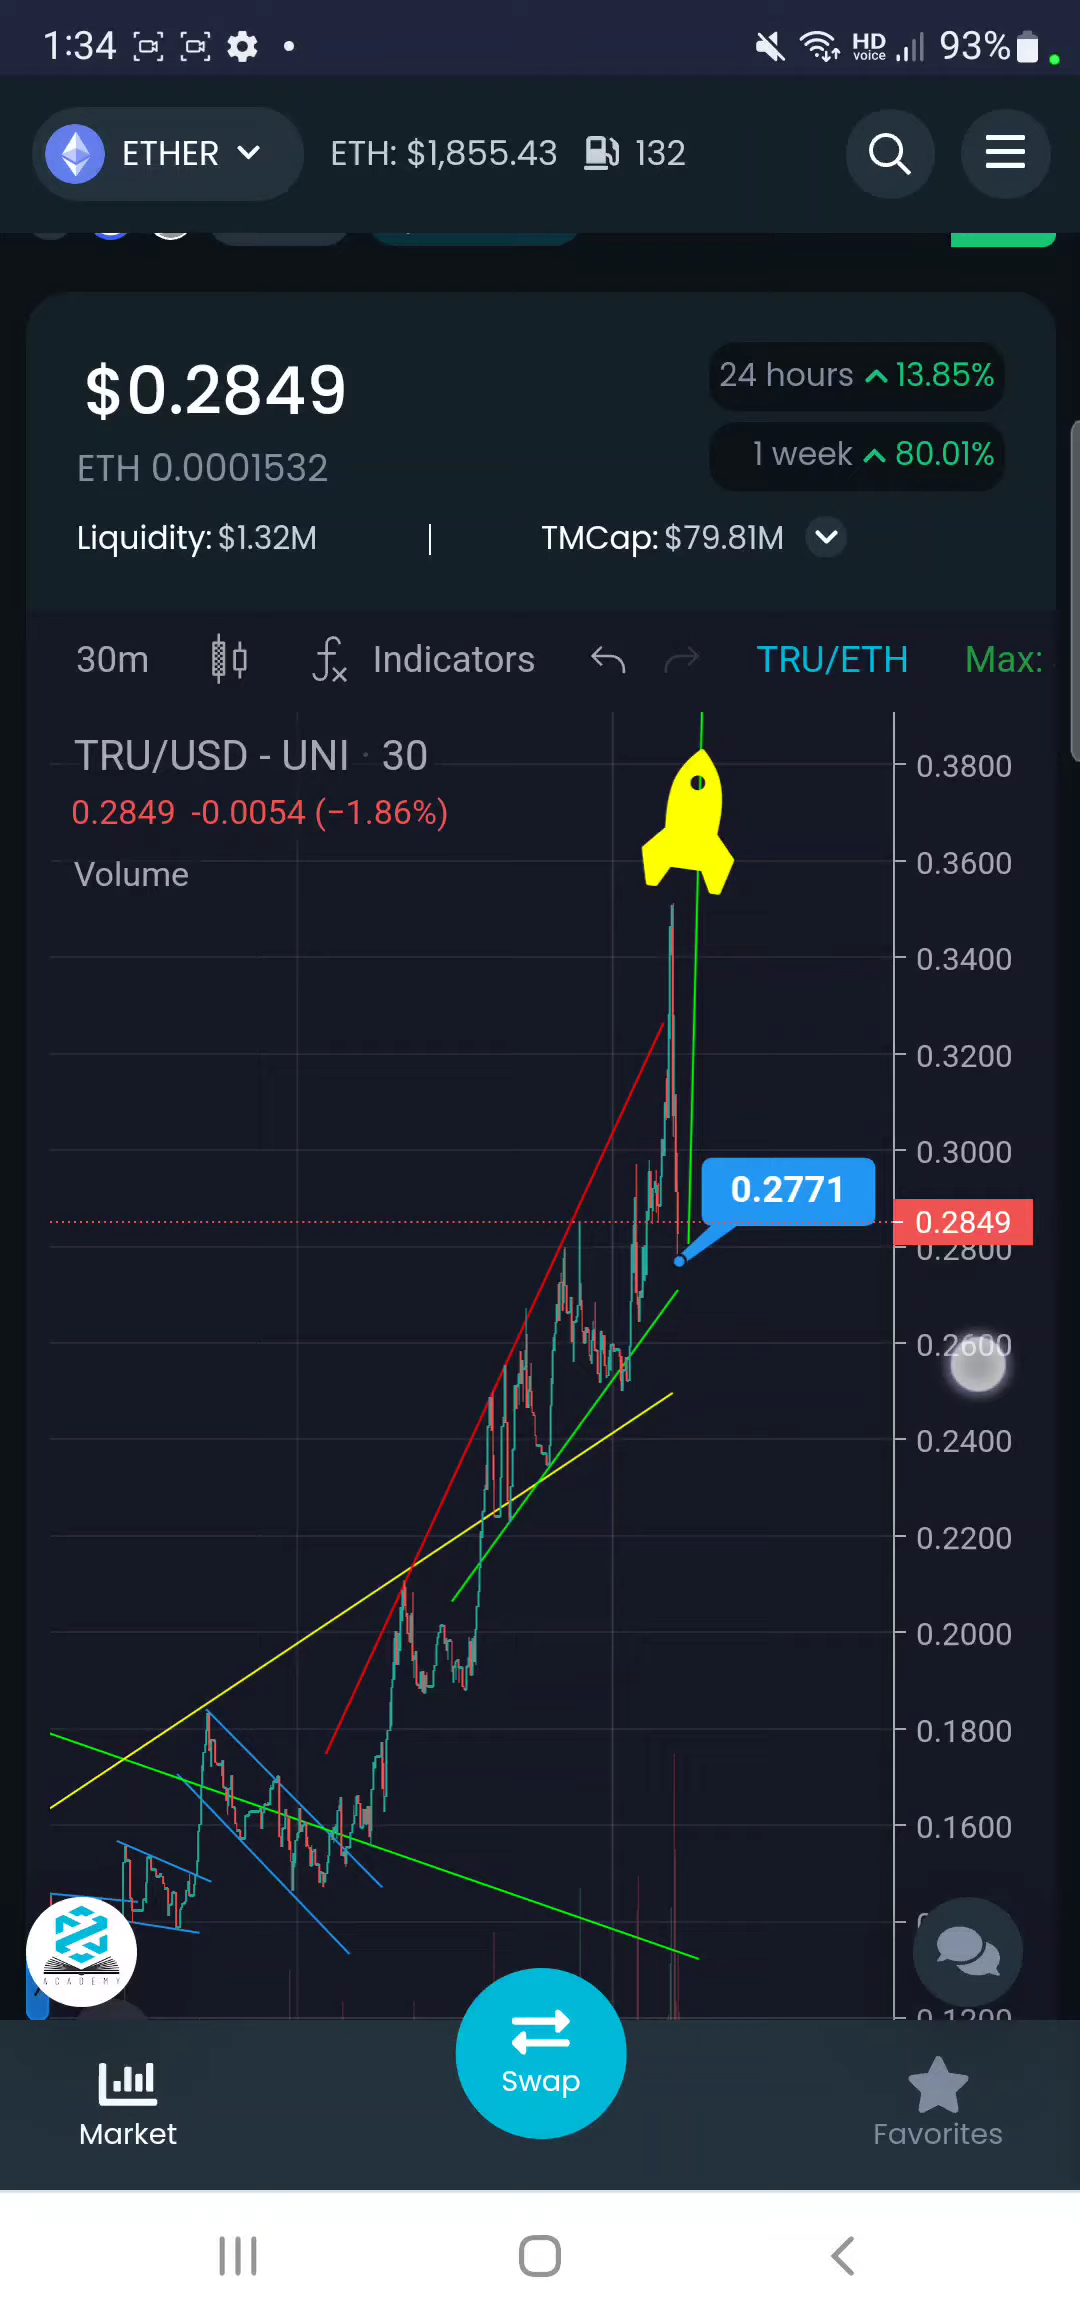 1:34 HD voice 93%
ETHER ETH: $1,855.43 132
$0.2849 24 hours 13.85%
ETH 0.0001532 1 week 80.01%
Liquidity: $1.32M | TMCap: $79.81M
30m fx Indicators TRU/ETH Max:
TRU/USD - UNI · 30
0.2849 -0.0054 (−1.86%)
Volume
0.3800
0.3600
0.3400
0.3200
0.3000
0.2771
0.2849
0.2800
0.2600
0.2400
0.2200
0.2000
0.1800
0.1600
ACADEMY
0.1200
Swap
Market Favorites